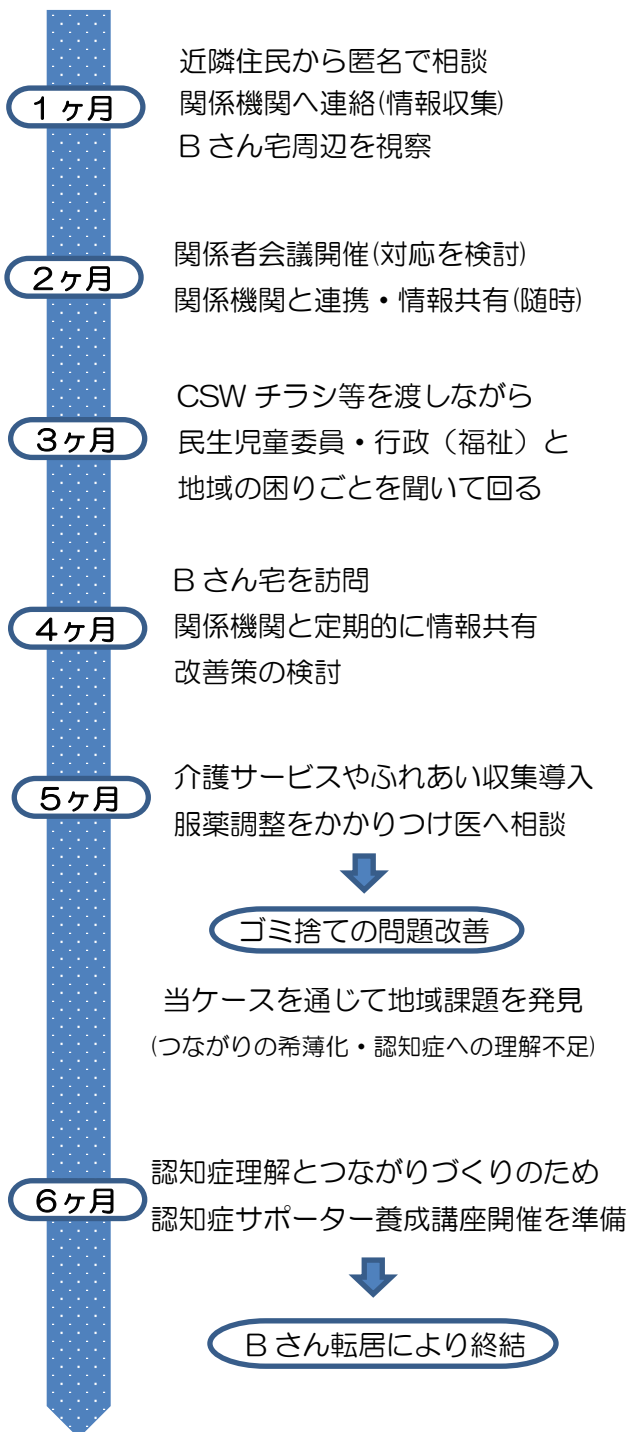 近隣住民から匿名で相談
1ヶ月
関係機関へ連絡(情報収集)
Bさん宅周辺を視察
関係者会議開催(対応を検討)
2ヶ月
関係機関と連携・情報共有(随時)
CSWチラシ等を渡しながら
3ヶ月
民生児童委員・行政（福祉）と
地域の困りごとを聞いて回る
Bさん宅を訪問
4ヶ月
関係機関と定期的に情報共有
改善策の検討
5ヶ月
介護サービスやふれあい収集導入
服薬調整をかかりつけ医へ相談
ゴミ捨ての問題改善
当ケースを通じて地域課題を発見
(つながりの希薄化・認知症への理解不足)
認知症理解とつながりづくりのため
6ヶ月
認知症サポーター養成講座開催を準備
Bさん転居により終結